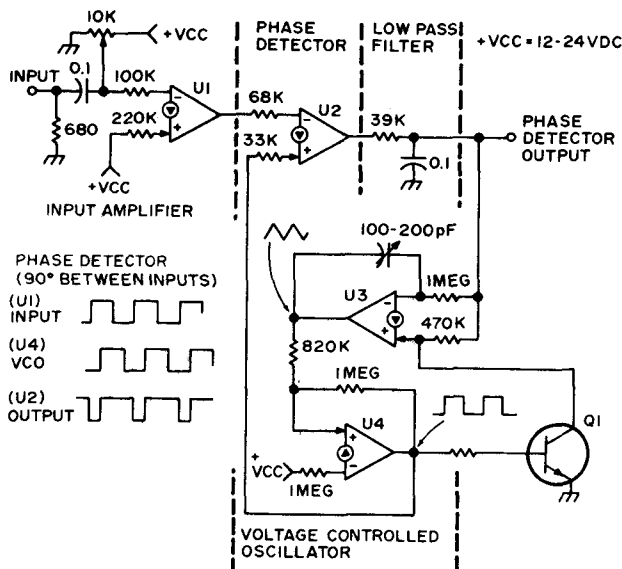 10K
+VCC
PHASE
DETECTOR
LOW PASS
FILTER
+VCC = 12-24VDC
INPUT
0.1
100K
U1
68K
U2
39K
PHASE
DETECTOR
OUTPUT
680
220K
33K
0.1
+VCC
INPUT AMPLIFIER
100-200pF
PHASE DETECTOR
(90° BETWEEN INPUTS)
(U1)
INPUT
(U4)
VCO
(U2)
OUTPUT
U3
1MEG
470K
820K
1MEG
U4
Q1
+
VCC
1MEG
VOLTAGE CONTROLLED
OSCILLATOR